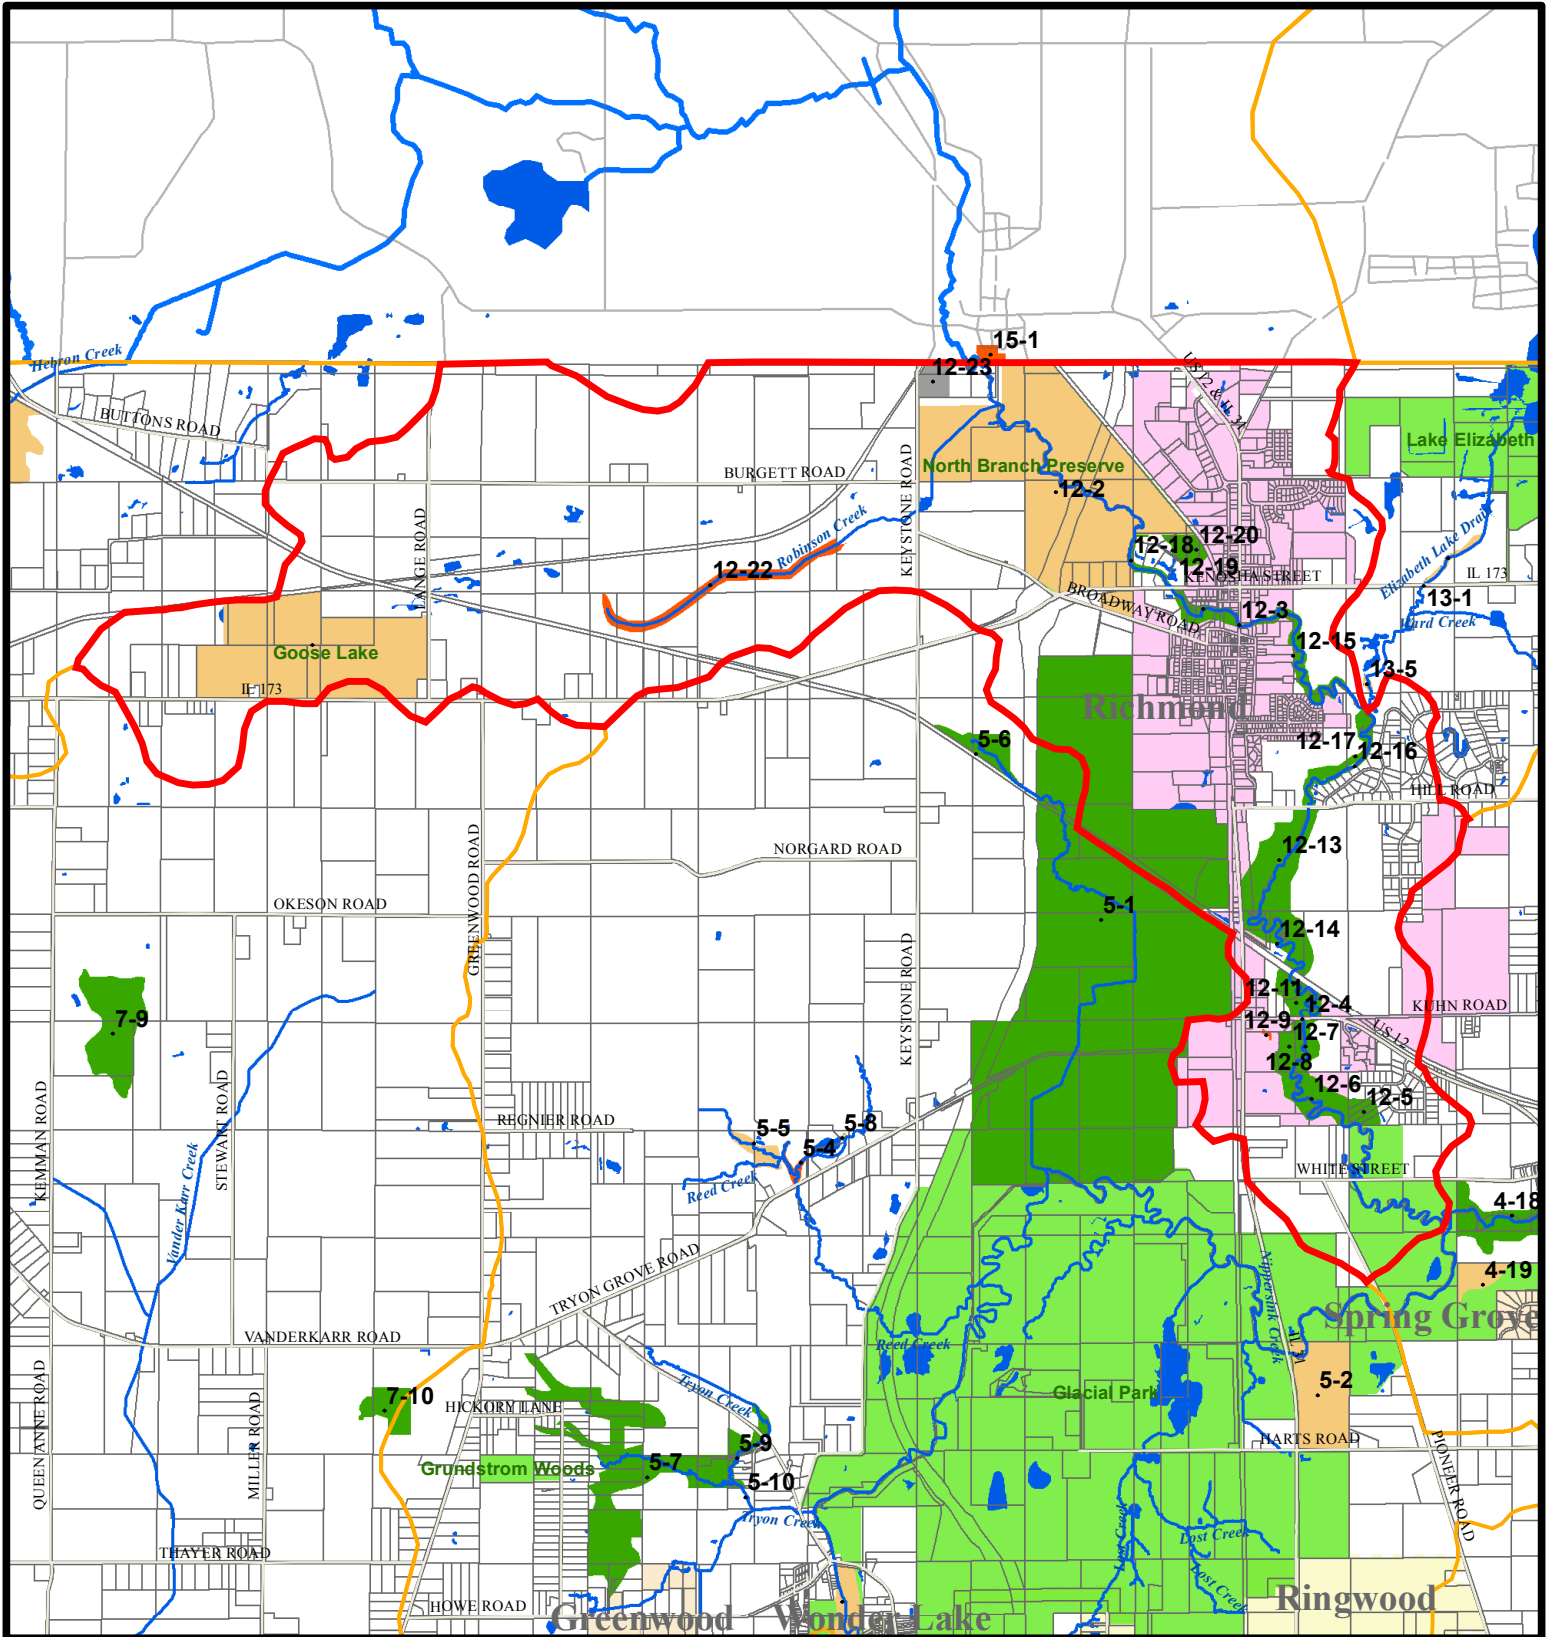 15-1
12-23
US 12 & IL 31
Hebron Creek
BUTTONS ROAD
Lake Elizabeth
BURGETT ROAD
North Branch Preserve
KEYSTONE ROAD
12-2
LANGE ROAD
Robinson Creek
Elizabeth Lake Drain
12-20
12-18
12-19
12-22
KENOSHA STREET
IL 173
BROADWAY ROAD
12-3
13-1
Ward Creek
12-15
Goose Lake
13-5
IL 173
Richmond
5-6
12-17
12-16
HILL ROAD
GREENWOOD ROAD
NORGARD ROAD
12-13
OKESON ROAD
5-1
12-14
KEYSTONE ROAD
12-11
12-4
KUHN ROAD
7-9
12-9
12-7
US 12
12-8
12-6
12-5
KEMMAN ROAD
STEWART ROAD
REGNIER ROAD
5-5
5-8
5-4
Reed Creek
WHITE STREET
4-18
Vander Karr Creek
TRYON GROVE ROAD
Nippersink Creek
4-19
Spring Grove
VANDERKARR ROAD
Reed Creek
IL 31
QUEEN ANNE ROAD
MILLER ROAD
7-10
Tryon Creek
Glacial Park
5-2
HICKORY LANE
5-9
HARTS ROAD
PIONEER ROAD
Grundstrom Woods
5-7
5-10
Tryon Creek
Lost Creek
Lost Creek
THAYER ROAD
Lost Creek
HOWE ROAD
Greenwood
Wonder Lake
Ringwood